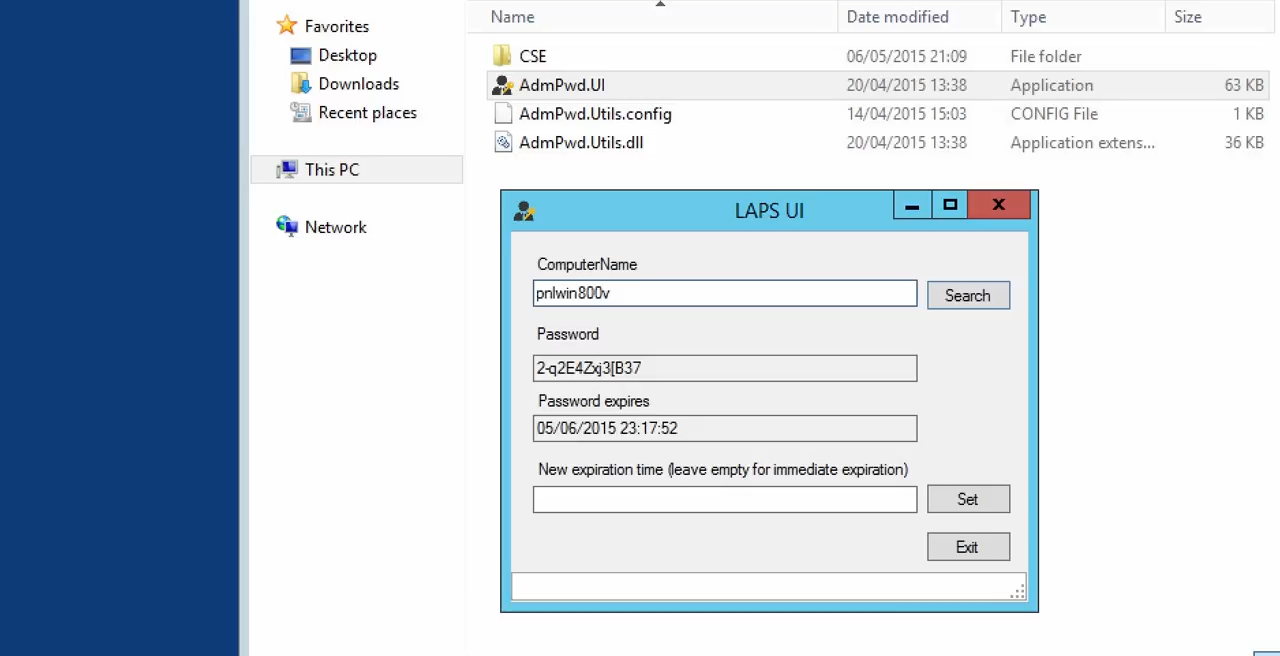 Name Date modified Type Size
Favorites
Desktop
Downloads
Recent places
This PC
Network
CSE 06/05/2015 21:09 File folder
AdmPwd.UI 20/04/2015 13:38 Application 63 KB
AdmPwd.Utils.config 14/04/2015 15:03 CONFIG File 1 KB
AdmPwd.Utils.dll 20/04/2015 13:38 Application extens... 36 KB
LAPS UI
ComputerName
pnlwin800v Search
Password
2-q2E4Zxj3[B37
Password expires
05/06/2015 23:17:52
New expiration time (leave empty for immediate expiration)
Set
Exit